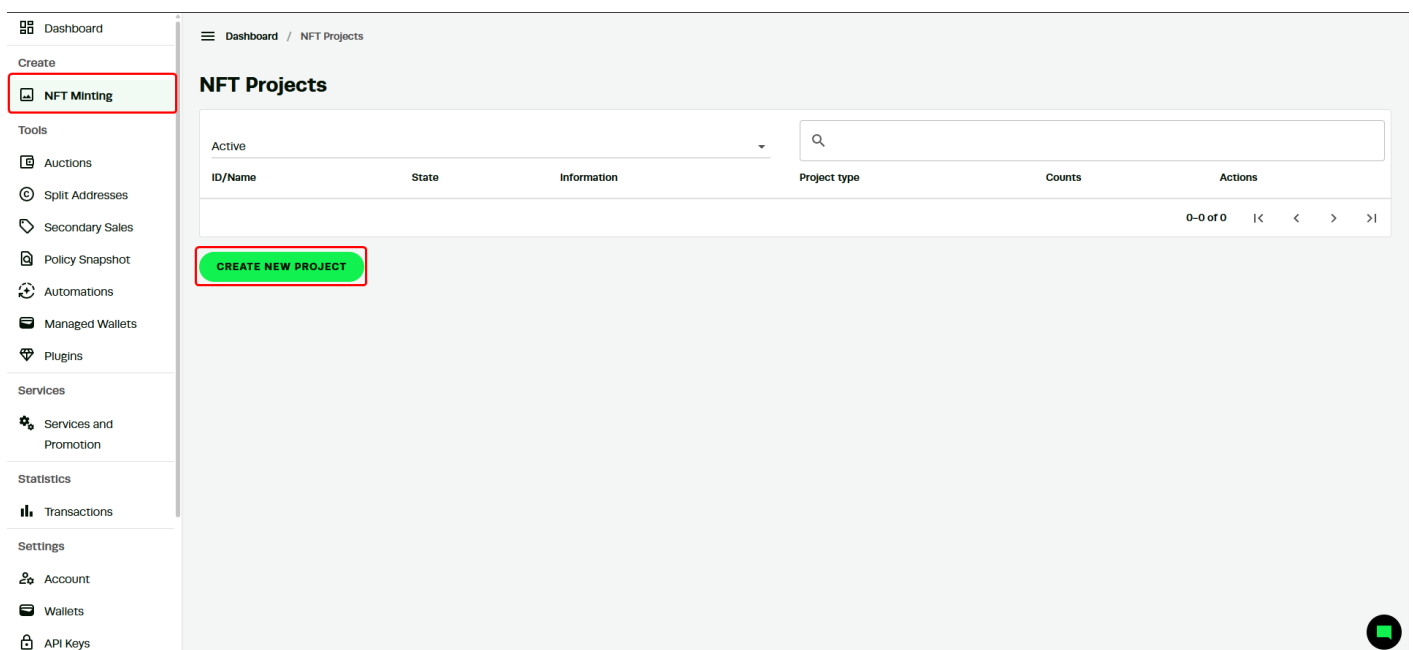 Dashboard
Create
NFT Minting
Tools
Auctions
Split Addresses
Secondary Sales
Policy Snapshot
Automations
Managed Wallets
Plugins
Services
Services and
Promotion
Statistics
Transactions
Settings
Account
Wallets
API Keys
Dashboard / NFT Projects
NFT Projects
Active
ID/Name State Information Project type Counts Actions
0-0 of 0
CREATE NEW PROJECT